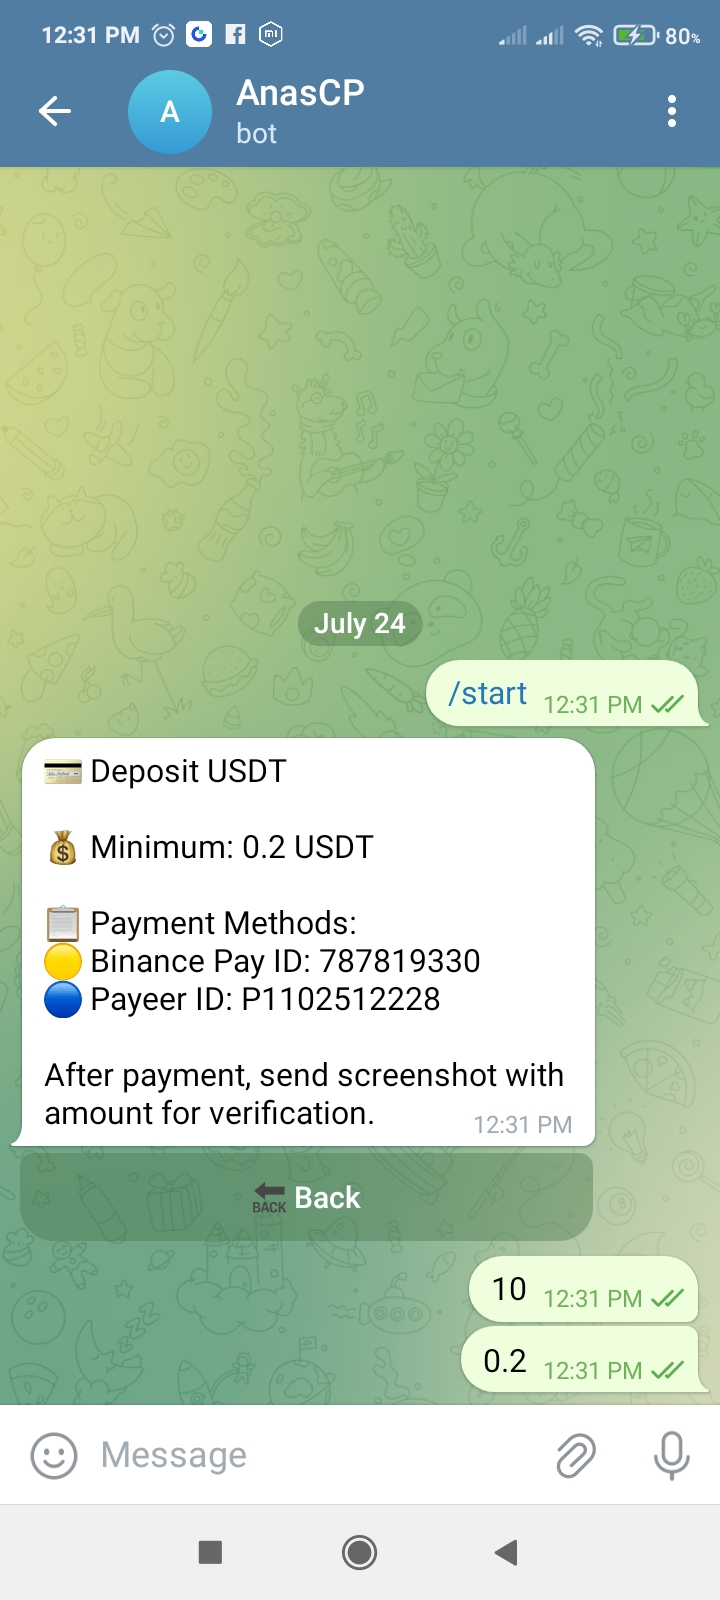 12:31 PM
80%
A
AnasCP
bot
July 24
/start 12:31 PM
Deposit USDT
Minimum: 0.2 USDT
Payment Methods:
Binance Pay ID: 787819330
Payeer ID: P1102512228
After payment, send screenshot with
amount for verification. 12:31 PM
BACK Back
10 12:31 PM
0.2 12:31 PM
Message